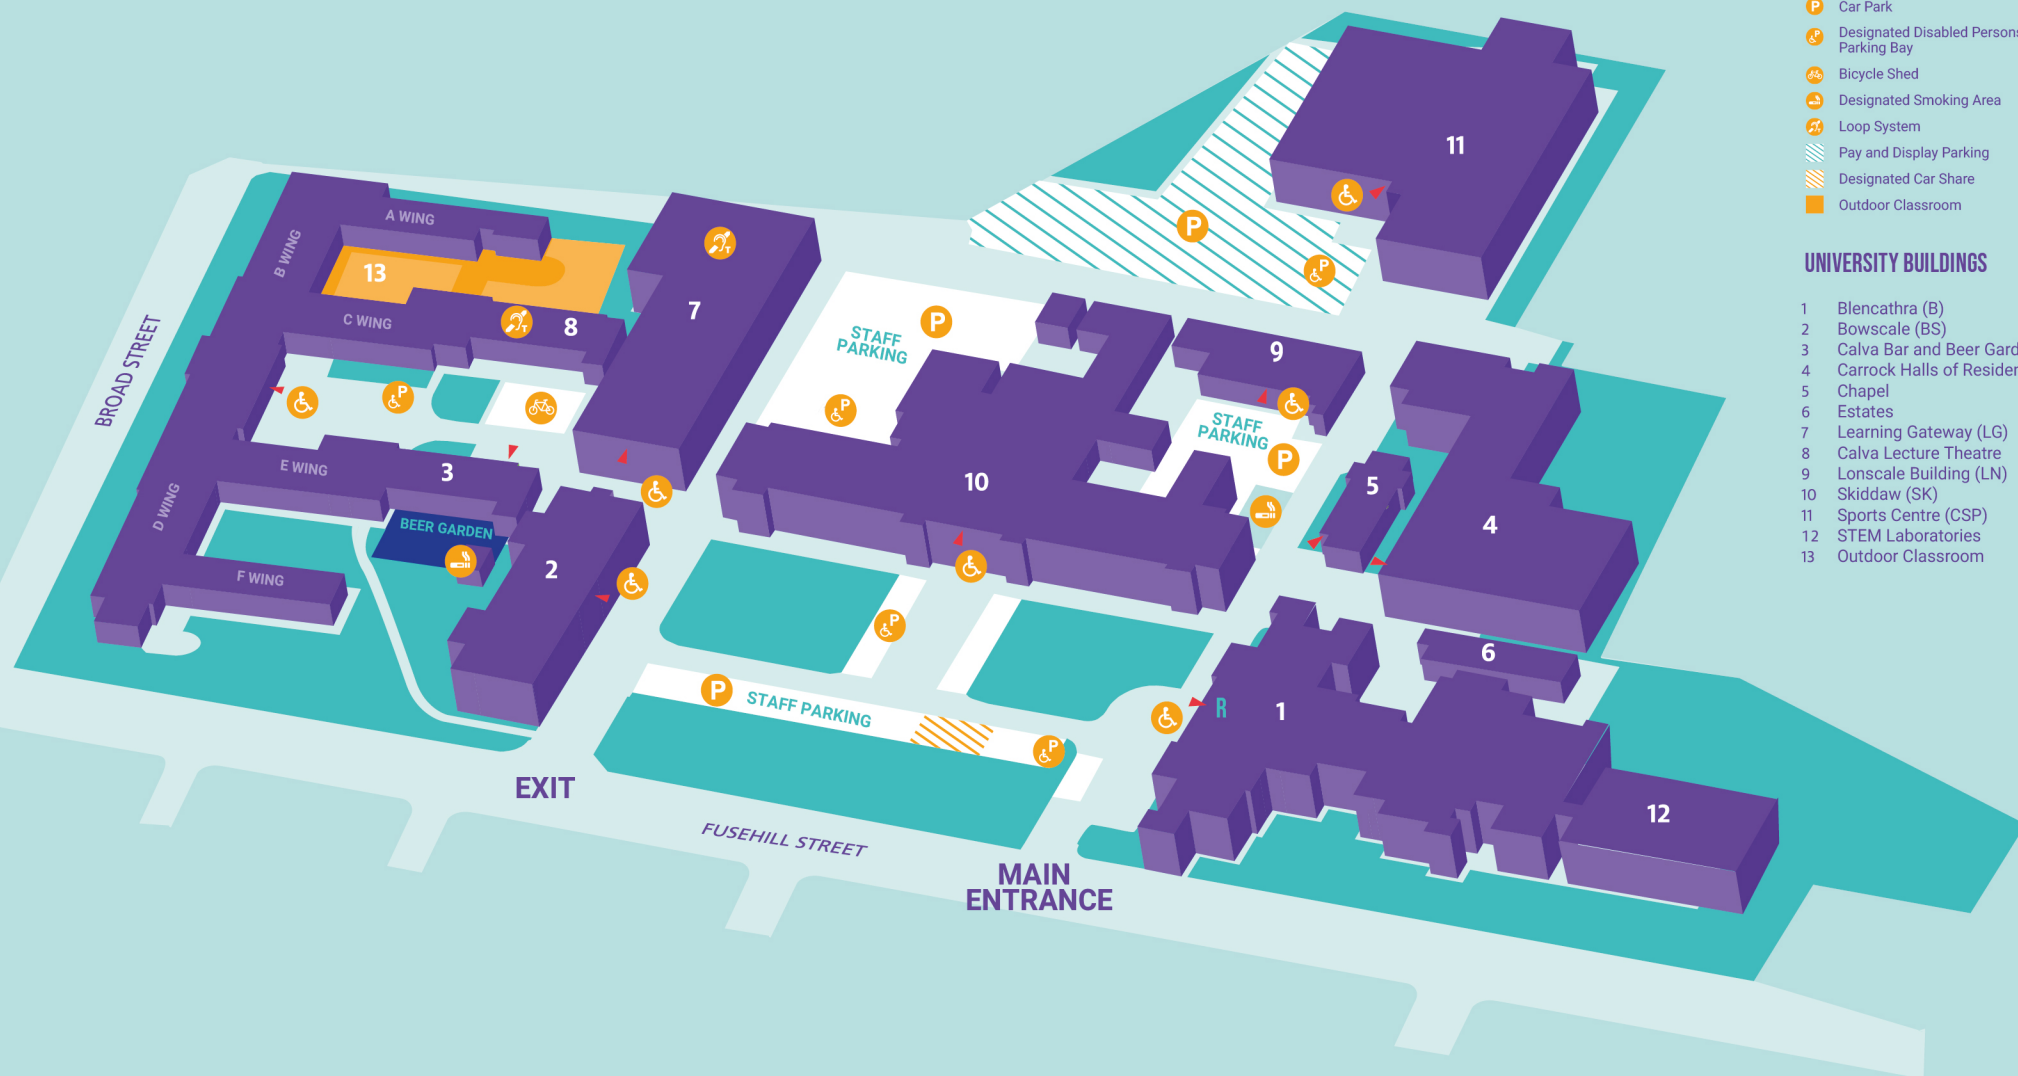 Car Park
Designated Disabled Persons
Parking Bay
Bicycle Shed
Designated Smoking Area
Loop System
Pay and Display Parking
Designated Car Share
Outdoor Classroom
UNIVERSITY BUILDINGS
1 Blencathra (B)
2 Bowscale (BS)
3 Calva Bar and Beer Gard
4 Carrock Halls of Residen
5 Chapel
6 Estates
7 Learning Gateway (LG)
8 Calva Lecture Theatre
9 Lonscale Building (LN)
10 Skiddaw (SK)
11 Sports Centre (CSP)
12 STEM Laboratories
13 Outdoor Classroom
BROAD STREET
A WING
B WING
13
C WING
8
7
E WING
3
D WING
BEER GARDEN
F WING
2
STAFF
PARKING
P
P
10
P
P
11
9
STAFF
PARKING
P
5
4
6
P
P
STAFF PARKING
P
P
R
1
12
EXIT
FUSEHILL STREET
MAIN
ENTRANCE